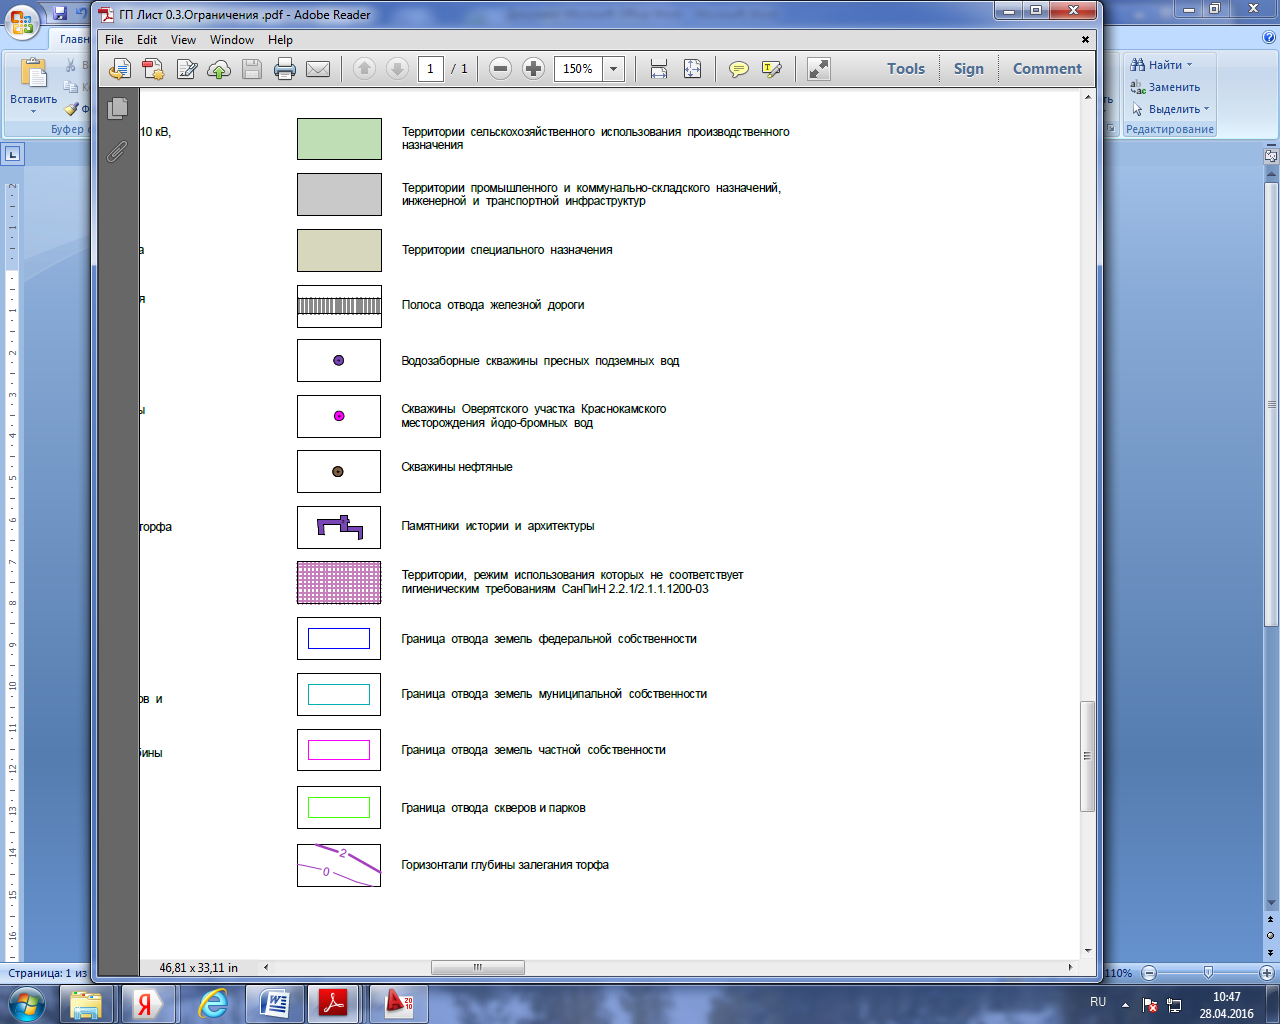 ГП Лист 0.3.Ограничения .pdf - Adobe Reader
File Edit View Window Help
1 / 1 150% Tools Sign Comment
Главн
Вставить
Буфер
Найти
Заменить
Выделить
Редактирование
10 кВ,
Территории сельскохозяйственного использования производственного
назначения
Территории промышленного и коммунально-складского назначений,
инженерной и транспортной инфраструктур
а
Территории специального назначения
я
Полоса отвода железной дороги
Водозаборные скважины пресных подземных вод
ы
Скважины Оверятского участка Краснокамского
месторождения йодо-бромных вод
Скважины нефтяные
торфа
Памятники истории и архитектуры
Территории, режим использования которых не соответствует
гигиеническим требованиям СанПиН 2.2.1/2.1.1.1200-03
Граница отвода земель федеральной собственности
ов и
Граница отвода земель муниципальной собственности
бины
Граница отвода земель частной собственности
Граница отвода скверов и парков
2
0
Горизонтали глубины залегания торфа
46,81 x 33,11 in
Страница: 1 из
110%
RU
10:47
28.04.2016